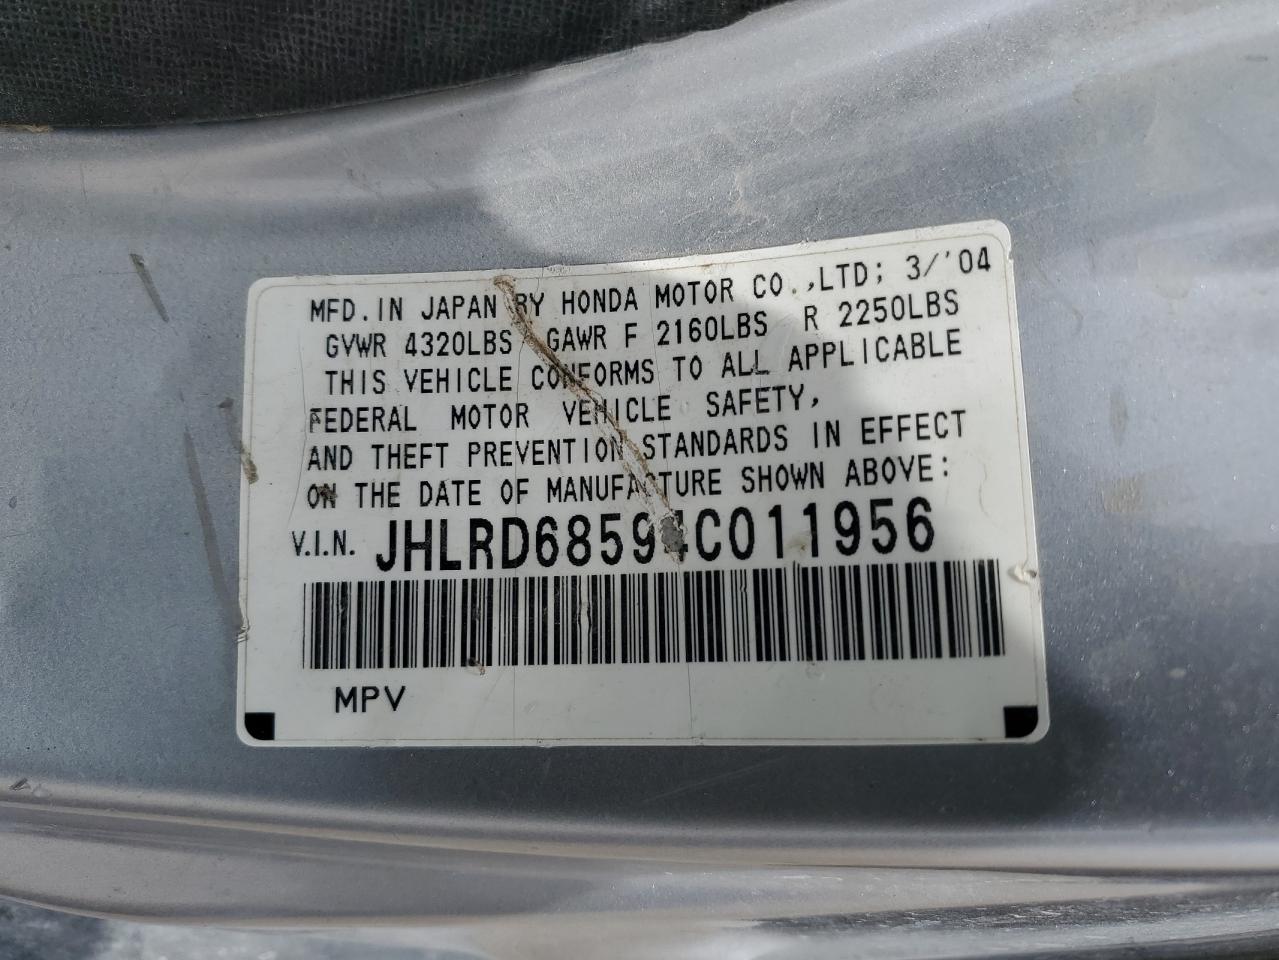 MFD. IN JAPAN BY HONDA MOTOR CO.,LTD; 3/'04
GVWR 4320LBS GAWR F 2160LBS R 2250LBS
THIS VEHICLE CONFORMS TO ALL APPLICABLE
FEDERAL MOTOR VEHICLE SAFETY,
AND THEFT PREVENTION STANDARDS IN EFFECT
ON THE DATE OF MANUFACTURE SHOWN ABOVE:
V.I.N. JHLRD68594C011956
MPV